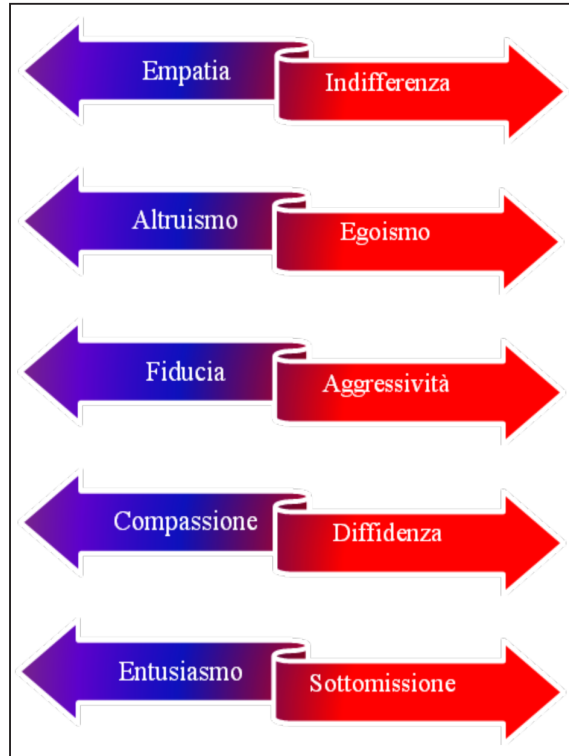 Empatia
Indifferenza
Altruismo
Egoismo
Fiducia
Aggressività
Compassione
Diffidenza
Entusiasmo
Sottomissione